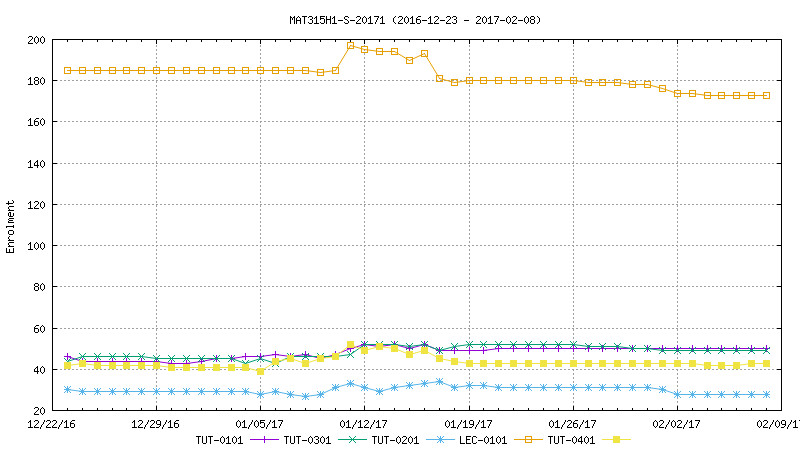 MAT315H1-S-20171 (2016-12-23 - 2017-02-08)
200
180
160
140
120
100
80
60
40
20
Enrolment
12/22/16 12/29/16 01/05/17 01/12/17 01/19/17 01/26/17 02/02/17 02/09/17
TUT-0101 TUT-0301 TUT-0201 LEC-0101 TUT-0401